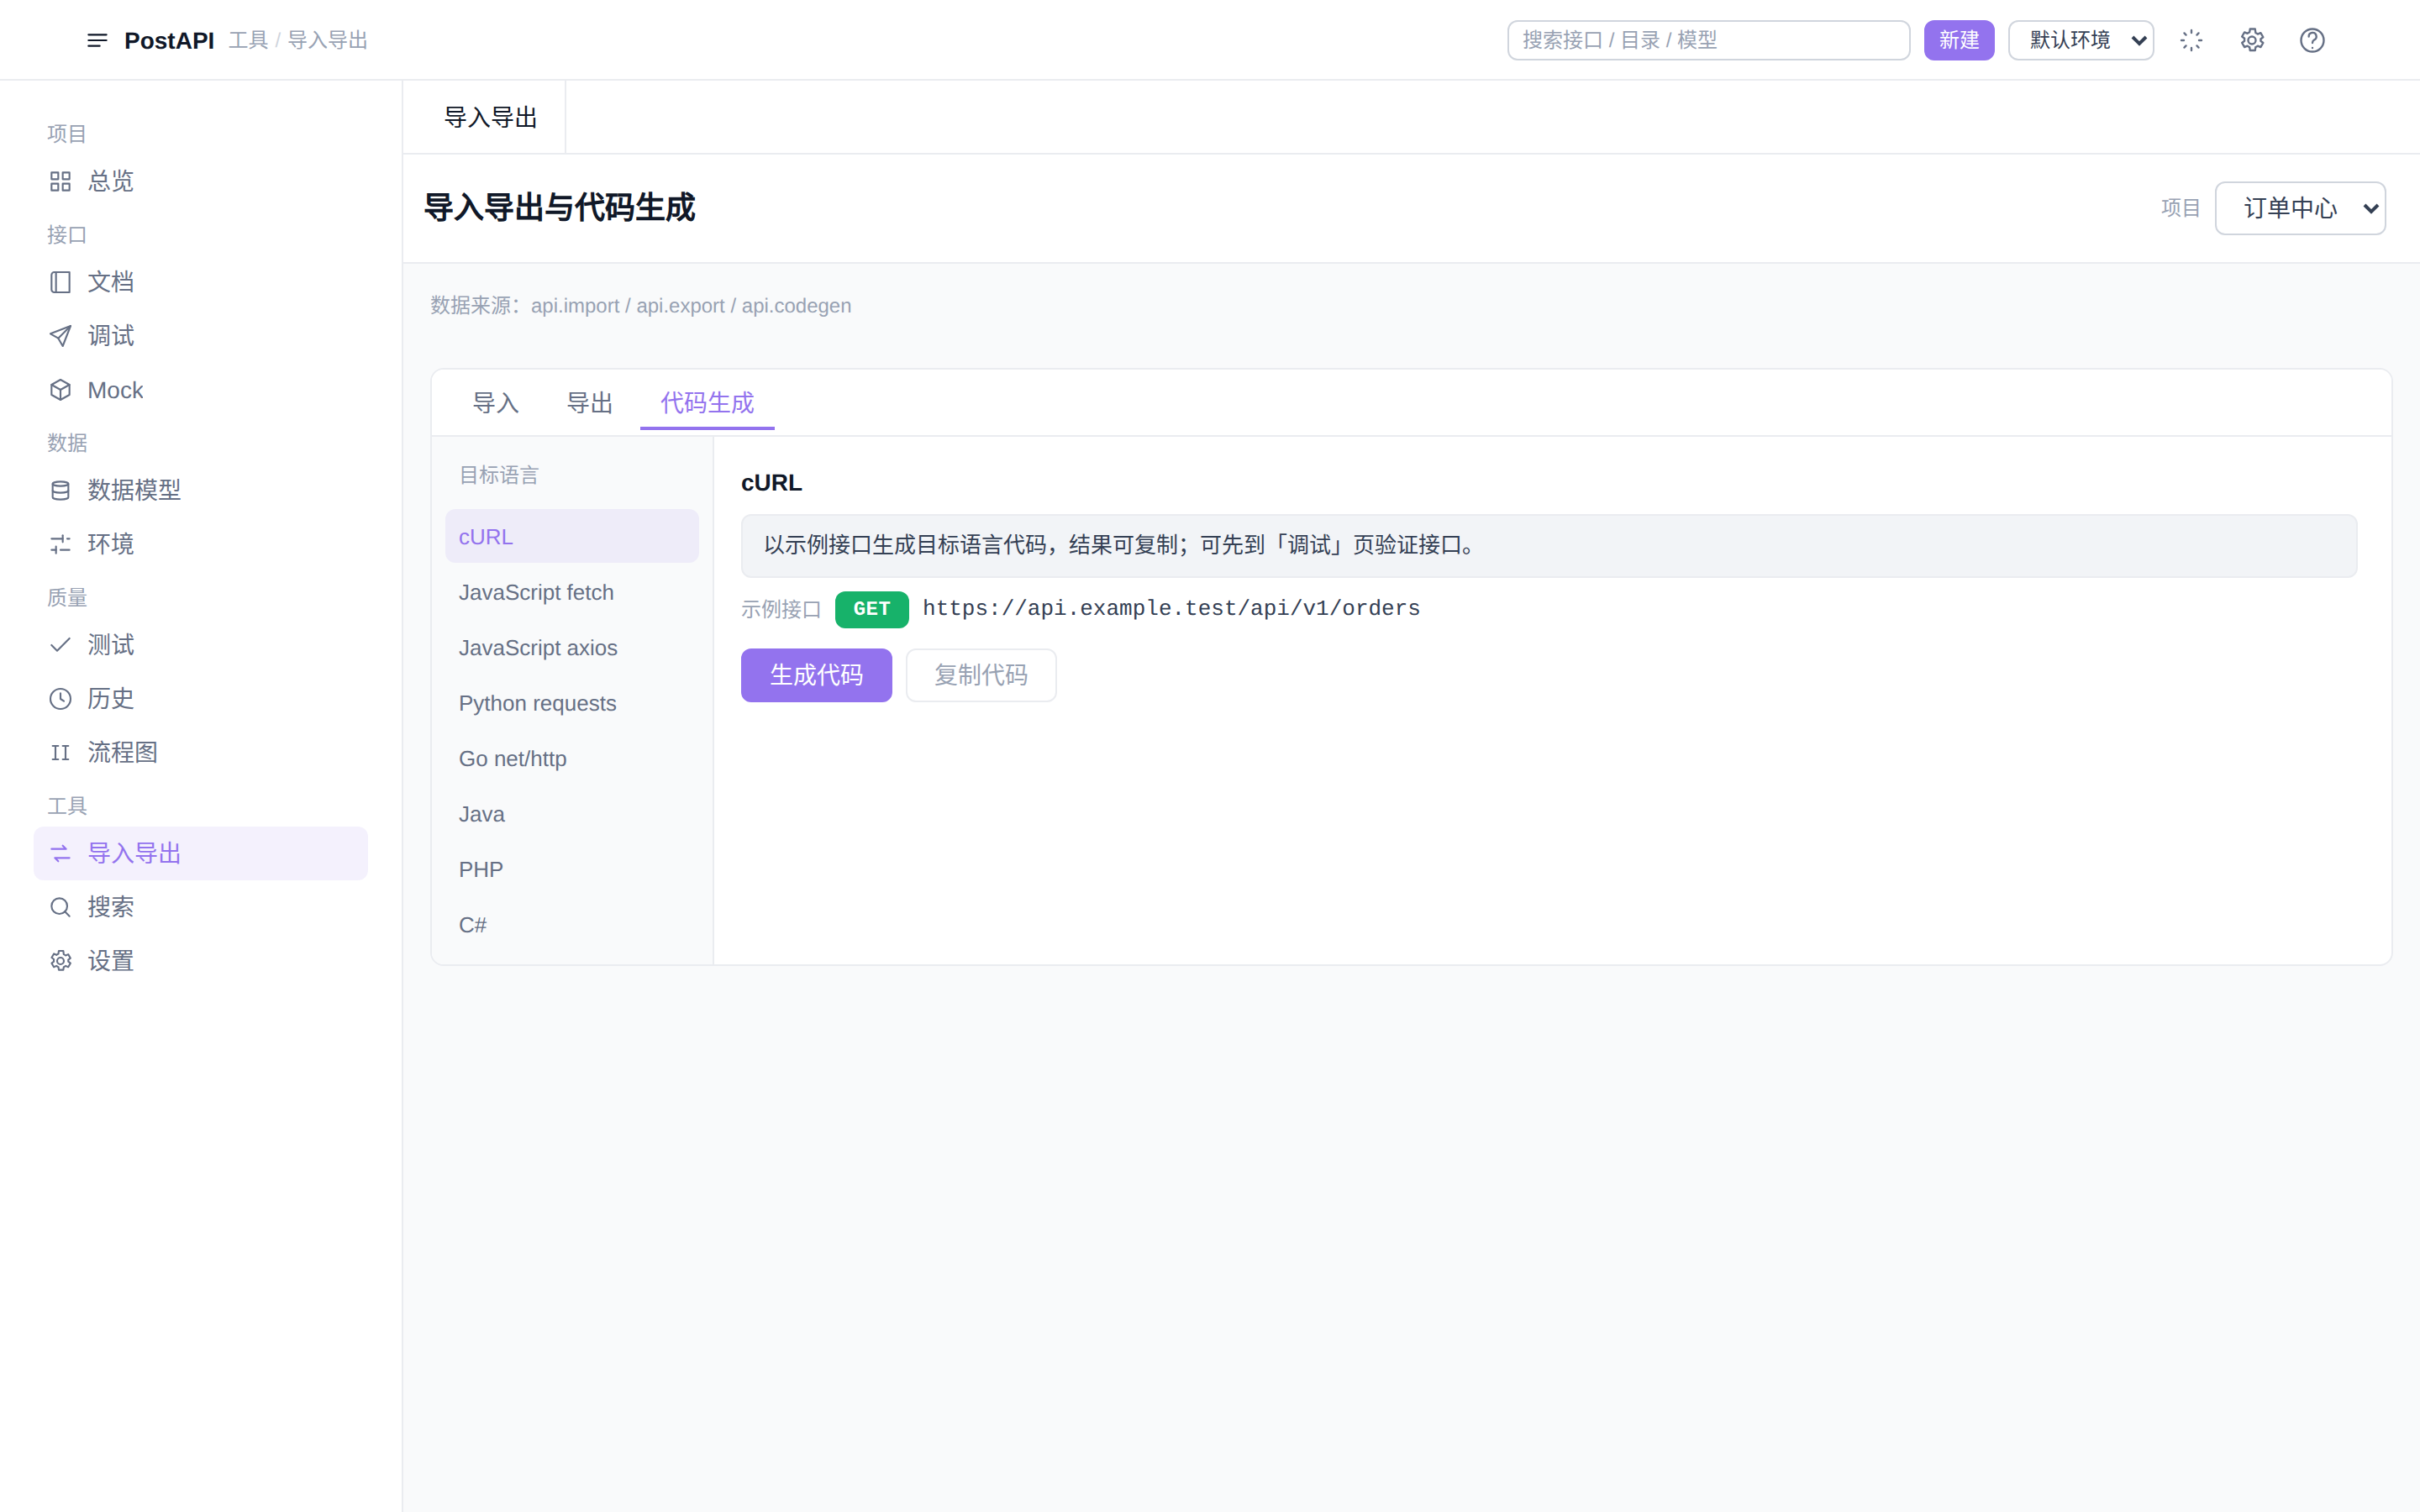 PostAPI 工具 / 导入导出
搜索接口 / 目录 / 模型
新建
默认环境
项目
总览
接口
文档
调试
Mock
数据
数据模型
环境
质量
测试
历史
流程图
工具
导入导出
搜索
设置
导入导出
导入导出与代码生成
项目
订单中心
数据来源：api.import / api.export / api.codegen
导入 导出 代码生成
目标语言
cURL
JavaScript fetch
JavaScript axios
Python requests
Go net/http
Java
PHP
C#
cURL
以示例接口生成目标语言代码，结果可复制；可先到「调试」页验证接口。
示例接口 GET https://api.example.test/api/v1/orders
生成代码 复制代码